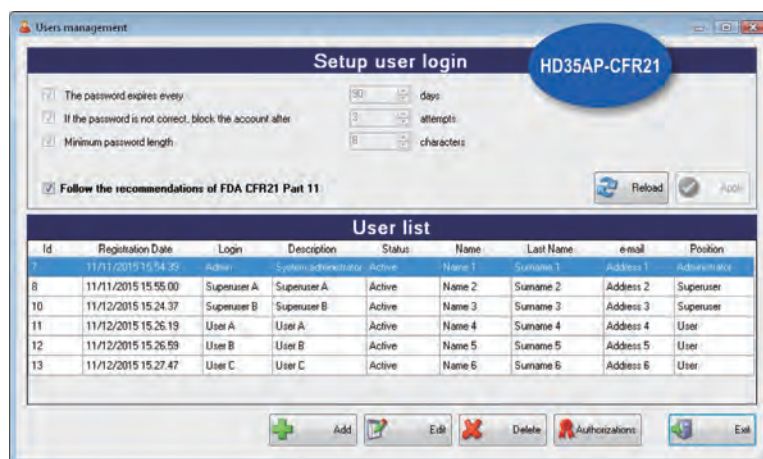 Users management
Setup user login
HD35AP-CFR21
The password expires every 90 days
If the password is not correct, block the account after 3 attempts
Minimum password length 8 characters
Follow the recommendations of FDA CFR21 Part 11
Reload Apply
User list
Id Registration Date Login Description Status Name Last Name e-mail Position
7 11/11/2015 15.54.39 Admin System administrator Active Name 1 Surname 1 Address 1 Administrator
8 11/11/2015 15.55.00 Superuser A Superuser A Active Name 2 Surname 2 Address 2 Superuser
10 11/12/2015 15.24.37 Superuser B Superuser B Active Name 3 Surname 3 Address 3 Superuser
11 11/12/2015 15.26.19 User A User A Active Name 4 Surname 4 Address 4 User
12 11/12/2015 15.26.59 User B User B Active Name 5 Surname 5 Address 5 User
13 11/12/2015 15.27.47 User C User C Active Name 6 Surname 6 Address 6 User
Add Edit Delete Authorizations Exit